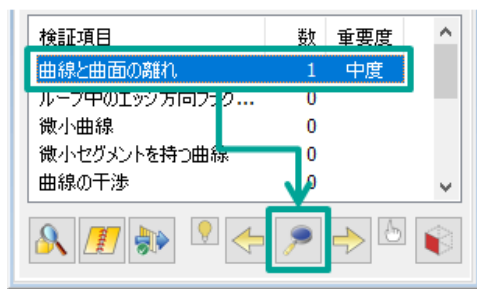 検証項目 数 重要度
曲線と曲面の離れ 1 中度
ループ中のエッジ方向フラグ... 0
微小曲線 0
微小セグメントを持つ曲線 0
曲線の干渉 0